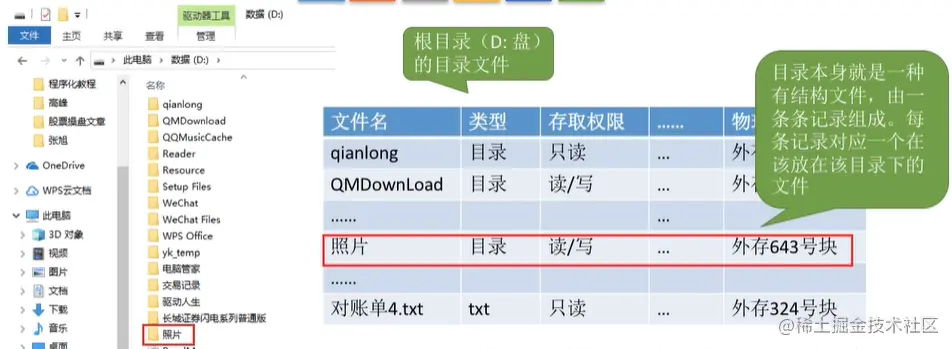 驱动器工具
数据 (D:)
文件
主页
共享
查看
管理
此电脑 > 数据 (D:) >
程序化教程
高峰
股票操盘文章
张旭
OneDrive
WPS云文档
此电脑
3D 对象
视频
图片
文档
下载
音乐
桌面
名称
qianlong
QMDownload
QQMusicCache
Reader
Resource
Setup Files
WeChat
WeChat Files
WPS Office
yk_temp
电脑管家
交易记录
驱动人生
长城证券闪电系列普通版
照片
根目录（D: 盘）
的目录文件
目录本身就是一种
有结构文件，由一
条条记录组成。每
条记录对应一个在
该放在该目录下的
文件
文件名 类型 存取权限 …… 物
qianlong 目录 只读 … 外存
QMDownLoad 目录 读/写 … 外存
…… …
照片 目录 读/写 … 外存643号块
……
对账单4.txt txt 只读 … 外存324号块
@稀土掘金技术社区